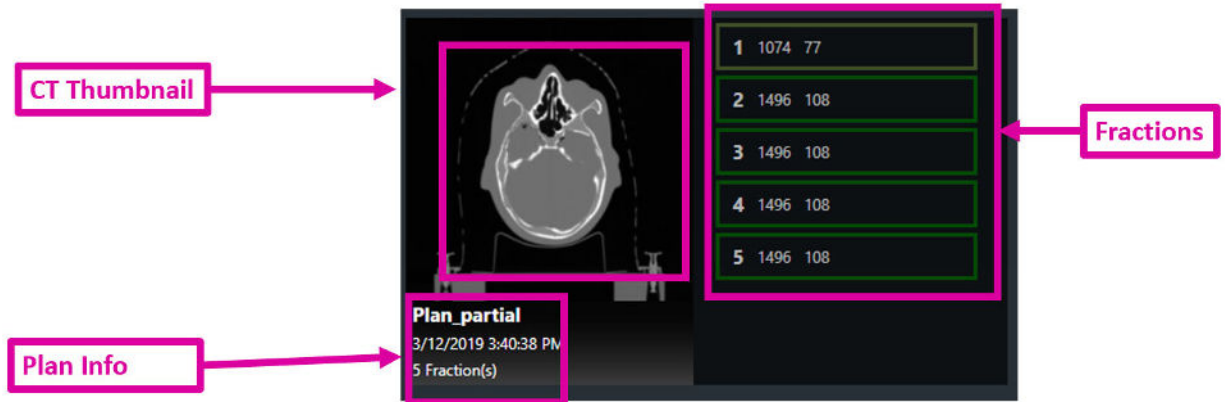 CT Thumbnail
Plan Info
Plan_partial
3/12/2019 3:40:38 PM
5 Fraction(s)
1 1074 77
2 1496 108
3 1496 108
4 1496 108
5 1496 108
Fractions